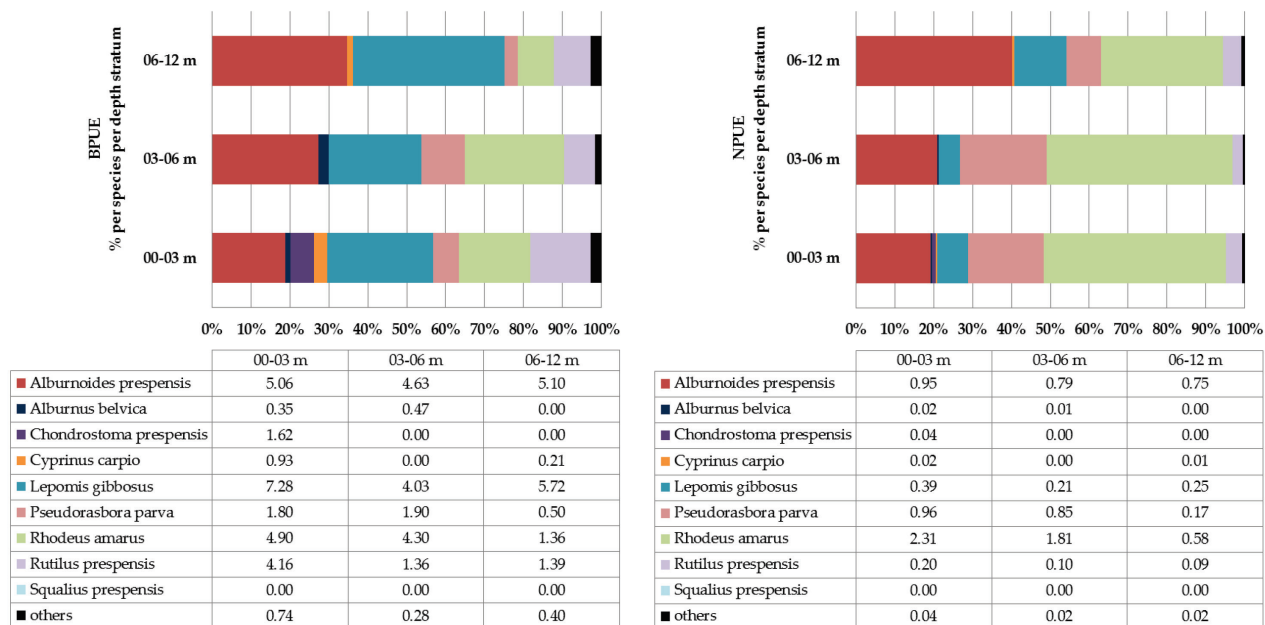 BPUE
% per species per depth stratum
06-12 m
03-06 m
00-03 m
0% 10% 20% 30% 40% 50% 60% 70% 80% 90% 100%
00-03 m 03-06 m 06-12 m
Alburnoides prespensis 5.06 4.63 5.10
Alburnus belvica 0.35 0.47 0.00
Chondrostoma prespensis 1.62 0.00 0.00
Cyprinus carpio 0.93 0.00 0.21
Lepomis gibbosus 7.28 4.03 5.72
Pseudorasbora parva 1.80 1.90 0.50
Rhodeus amarus 4.90 4.30 1.36
Rutilus prespensis 4.16 1.36 1.39
Squalius prespensis 0.00 0.00 0.00
others 0.74 0.28 0.40
NPUE
% per species per depth stratum
06-12 m
03-06 m
00-03 m
0% 10% 20% 30% 40% 50% 60% 70% 80% 90% 100%
00-03 m 03-06 m 06-12 m
Alburnoides prespensis 0.95 0.79 0.75
Alburnus belvica 0.02 0.01 0.00
Chondrostoma prespensis 0.04 0.00 0.00
Cyprinus carpio 0.02 0.00 0.01
Lepomis gibbosus 0.39 0.21 0.25
Pseudorasbora parva 0.96 0.85 0.17
Rhodeus amarus 2.31 1.81 0.58
Rutilus prespensis 0.20 0.10 0.09
Squalius prespensis 0.00 0.00 0.00
others 0.04 0.02 0.02